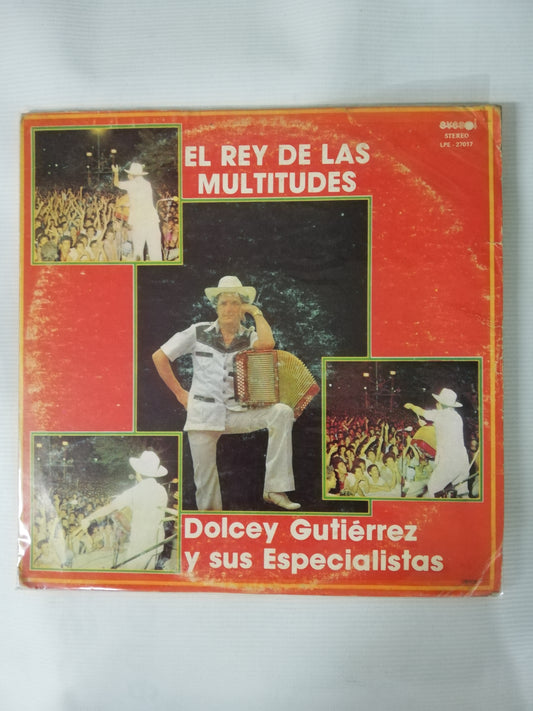 STEREO
LPE - 27017
EL REY DE LAS
MULTITUDES
Dolcey Gutiérrez
y sus Especialistas